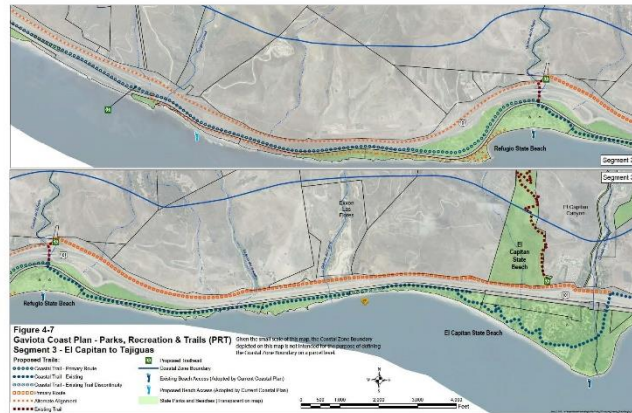 Refugio State Beach
Segment 2
Segment 3
Exxon
Las
Flores
El
Capitan
State
Beach
El Capitan
Canyon
Refugio State Beach
El Capitan State Beach
Figure 4-7
Gaviota Coast Plan - Parks, Recreation & Trails (PRT)
Segment 3 - El Capitan to Tajiguas
Given the small scale of this map, the Coastal Zone Boundary
depicted on this map is not intended for the purpose of defining
the Coastal Zone Boundary on a parcel level.
Proposed Trails:
Coastal Trail - Primary Route
Coastal Trail - Existing
Coastal Trail - Existing Trail Discontinuity
Primary Route
Alternate Alignment
Existing Trail
Proposed Trailhead
Coastal Zone Boundary
Existing Beach Access (Adopted by Current Coastal Plan)
Proposed Beach Access (Adopted by Current Coastal Plan)
State Parks and Beaches (Transparent on map)
0 500 1,000 2,000 3,000 4,000
Feet